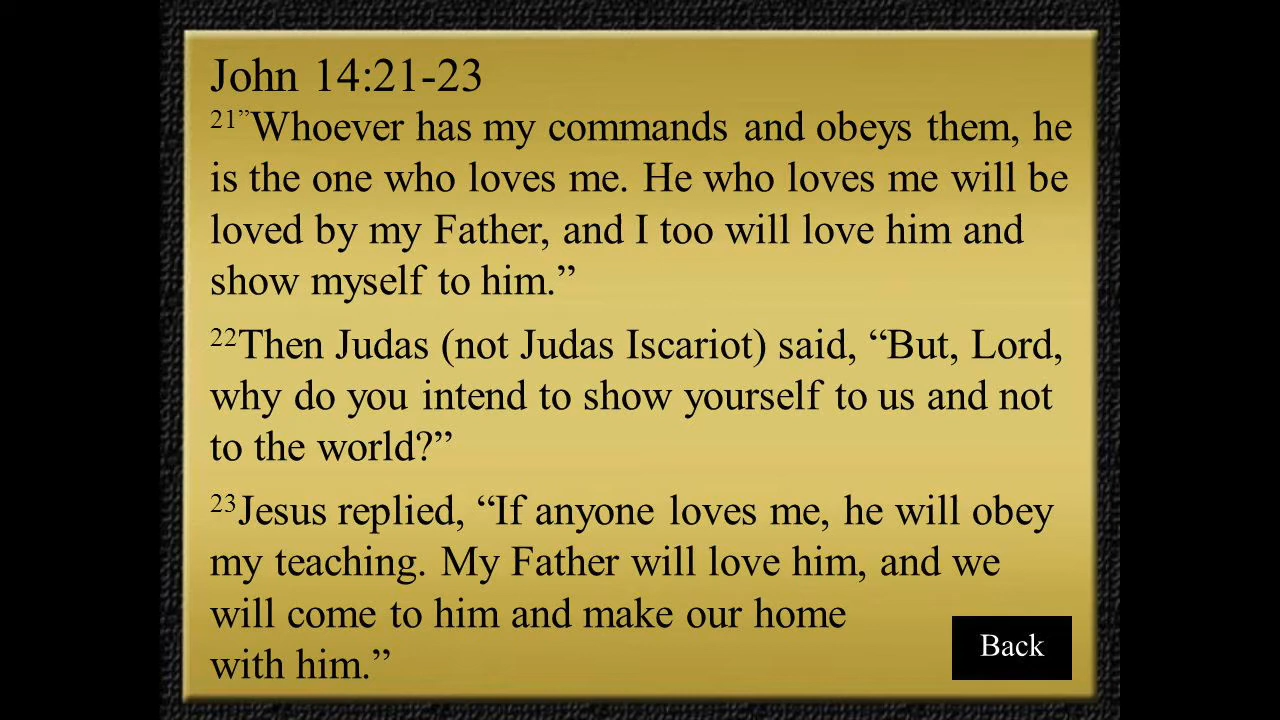 John 14:21-23
21”Whoever has my commands and obeys them, he
is the one who loves me. He who loves me will be
loved by my Father, and I too will love him and
show myself to him.”
22Then Judas (not Judas Iscariot) said, “But, Lord,
why do you intend to show yourself to us and not
to the world?”
23Jesus replied, “If anyone loves me, he will obey
my teaching. My Father will love him, and we
will come to him and make our home
with him.”
Back